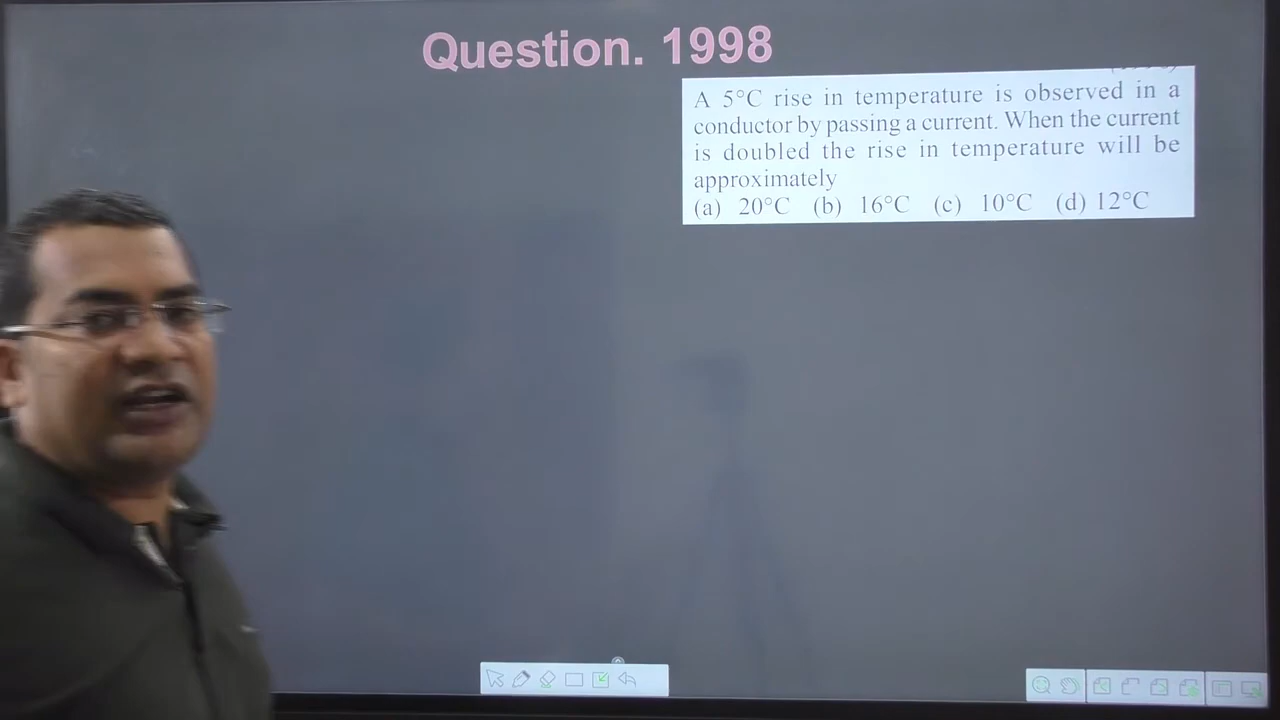 Question. 1998
A 5°C rise in temperature is observed in a
conductor by passing a current. When the current
is doubled the rise in temperature will be
approximately
(a) 20°C (b) 16°C (c) 10°C (d) 12°C